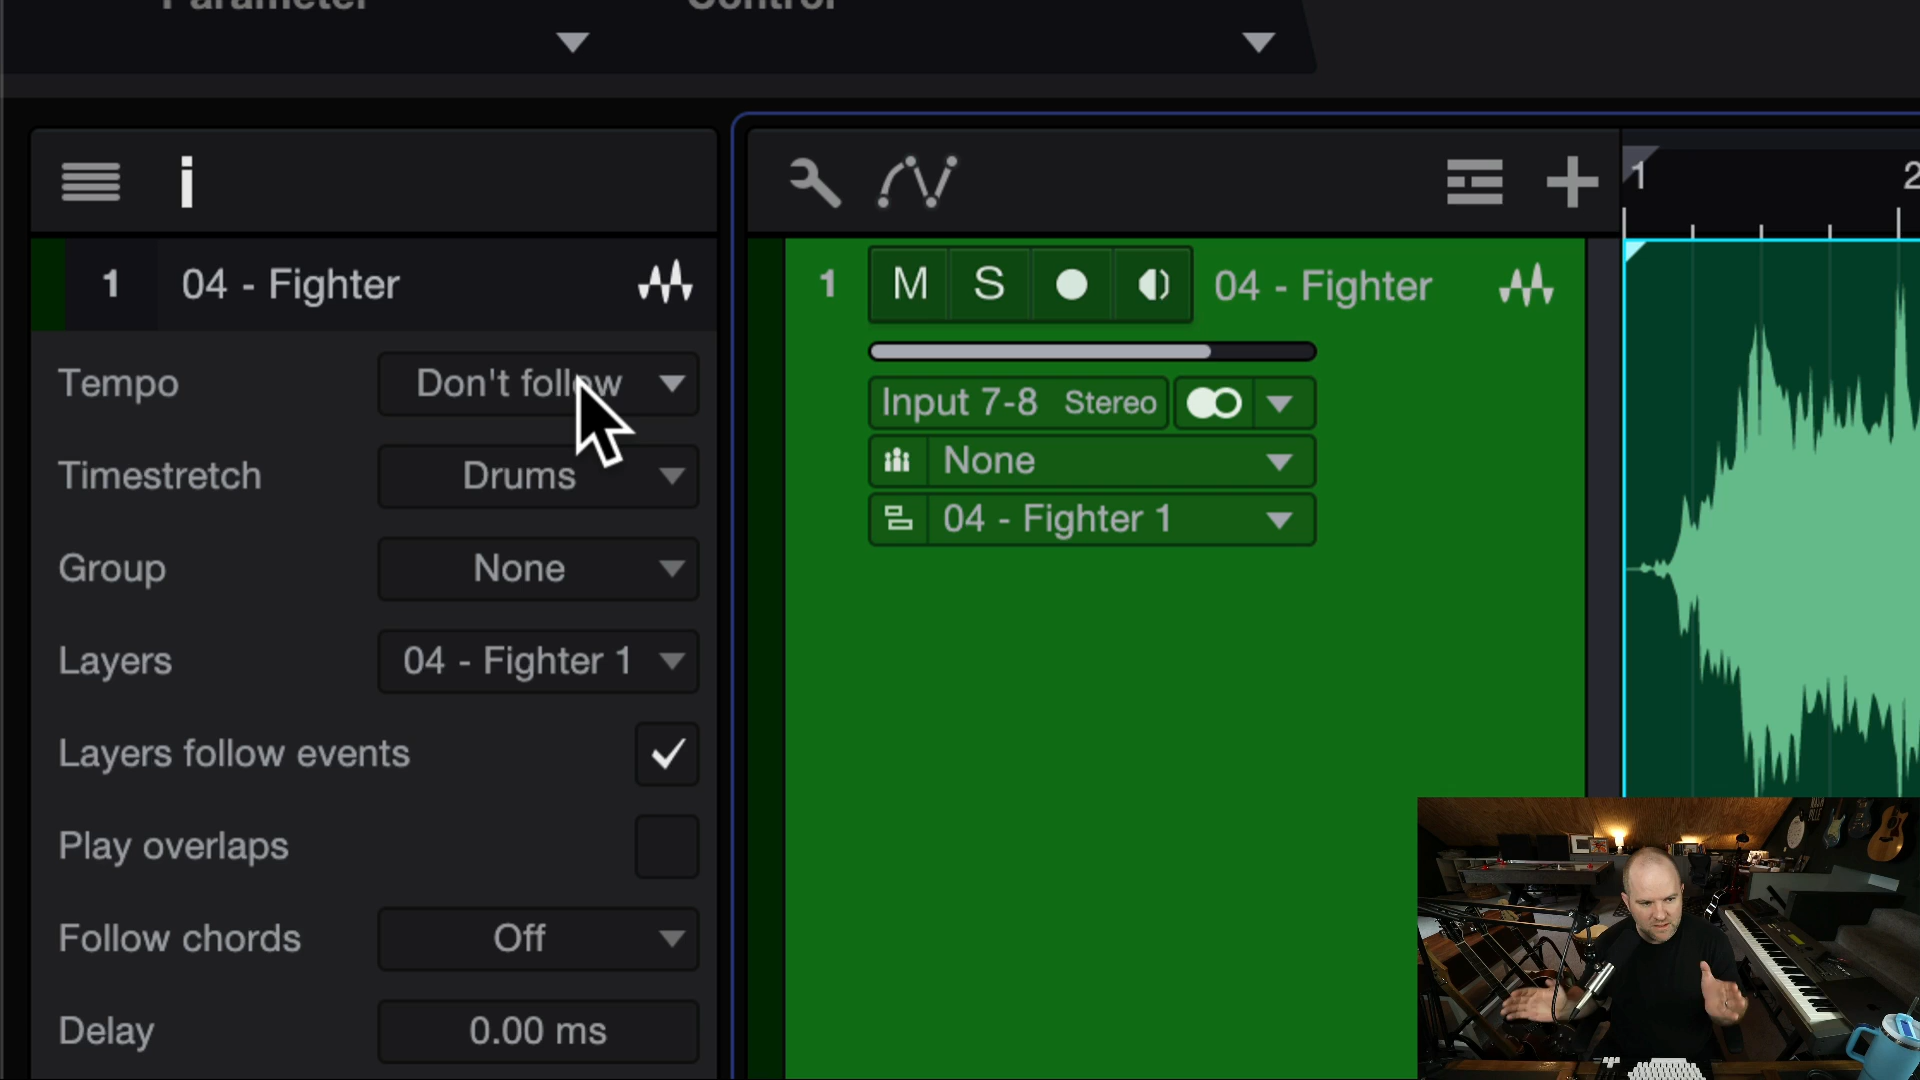 Parameter
Control
i
1
2
1
04 - Fighter
1
M
S
04 - Fighter
Tempo
Don't follow
Input 7-8
Stereo
Timestretch
Drums
None
Group
None
04 - Fighter 1
Layers
04 - Fighter 1
Layers follow events
Play overlaps
Follow chords
Off
Delay
0.00 ms